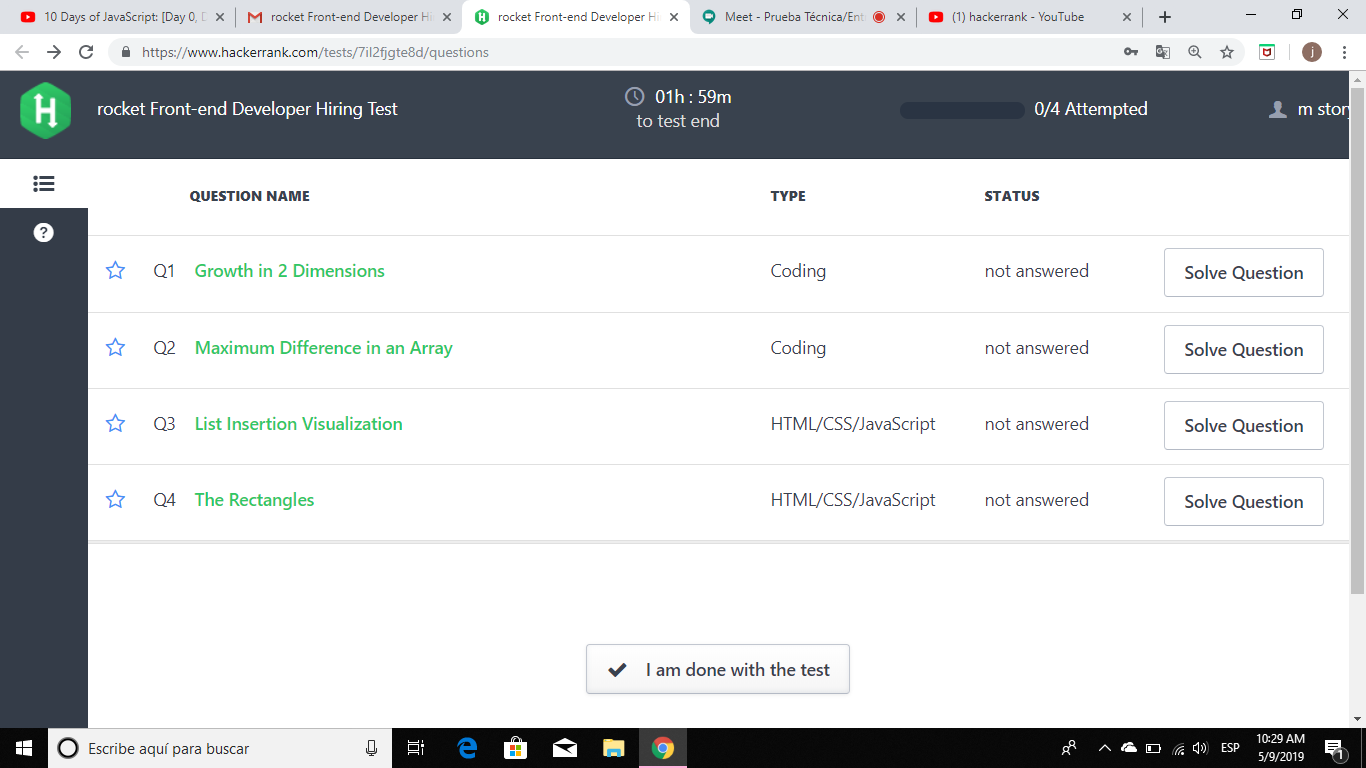 10 Days of JavaScript: [Day 0, D
rocket Front-end Developer Hi
rocket Front-end Developer Hi
Meet - Prueba Técnica/Ent
(1) hackerrank - YouTube
https://www.hackerrank.com/tests/7il2fjgte8d/questions
j
H
rocket Front-end Developer Hiring Test
01h : 59m
to test end
0/4 Attempted
m story
QUESTION NAME TYPE STATUS
?
Q1 Growth in 2 Dimensions Coding not answered Solve Question
Q2 Maximum Difference in an Array Coding not answered Solve Question
Q3 List Insertion Visualization HTML/CSS/JavaScript not answered Solve Question
Q4 The Rectangles HTML/CSS/JavaScript not answered Solve Question
I am done with the test
Escribe aquí para buscar
ESP
10:29 AM
5/9/2019
1